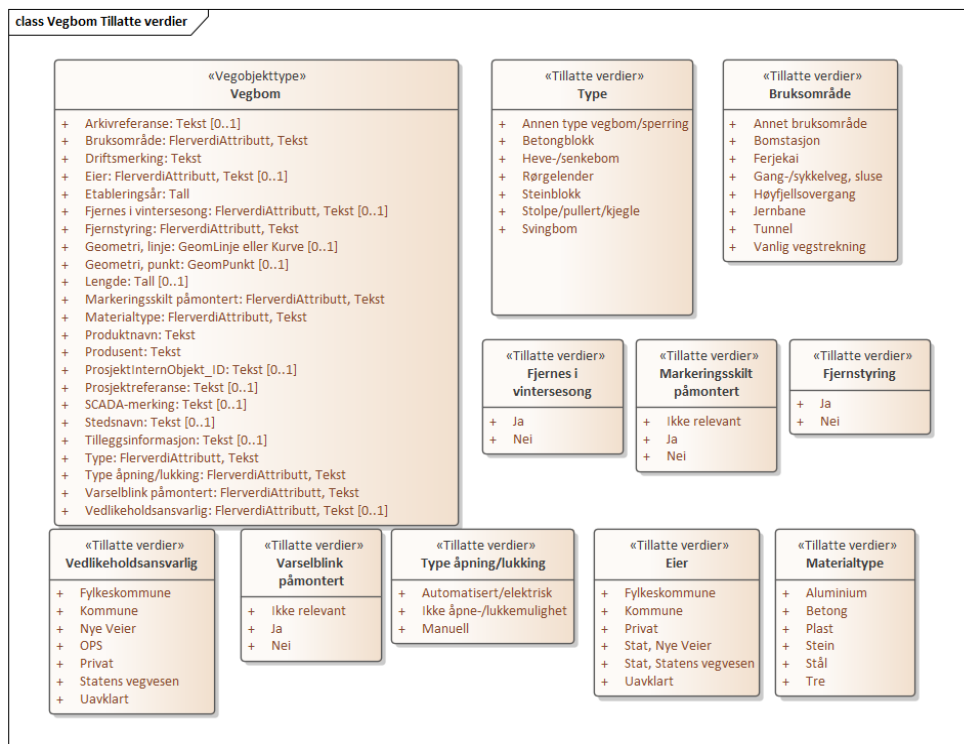 class Vegbom Tillatte verdier
«Vegobjekttype»
Vegbom
+ Arkivreferanse: Tekst [0..1]
+ Bruksområde: FlerverdiAttributt, Tekst
+ Driftsmerking: Tekst
+ Eier: FlerverdiAttributt, Tekst [0..1]
+ Etableringsår: Tall
+ Fjernes i vintersesong: FlerverdiAttributt, Tekst [0..1]
+ Fjernstyring: FlerverdiAttributt, Tekst
+ Geometri, linje: GeomLinje eller Kurve [0..1]
+ Geometri, punkt: GeomPunkt [0..1]
+ Lengde: Tall [0..1]
+ Markeringsskilt påmontert: FlerverdiAttributt, Tekst
+ Materialtype: FlerverdiAttributt, Tekst
+ Produktnavn: Tekst
+ Produsent: Tekst
+ ProsjektInternObjekt_ID: Tekst [0..1]
+ Prosjektreferanse: Tekst [0..1]
+ SCADA-merking: Tekst [0..1]
+ Stedsnavn: Tekst [0..1]
+ Tilleggsinformasjon: Tekst [0..1]
+ Type: FlerverdiAttributt, Tekst
+ Type åpning/lukking: FlerverdiAttributt, Tekst
+ Varselblink påmontert: FlerverdiAttributt, Tekst
+ Vedlikeholdsansvarlig: FlerverdiAttributt, Tekst [0..1]
«Tillatte verdier»
Type
+ Annen type vegbom/sperring
+ Betongblokk
+ Heve-/senkebom
+ Rørgelender
+ Steinblokk
+ Stolpe/pullert/kjegle
+ Svingbom
«Tillatte verdier»
Bruksområde
+ Annet bruksområde
+ Bomstasjon
+ Ferjekai
+ Gang-/sykkelveg, sluse
+ Høyfjellsovergang
+ Jernbane
+ Tunnel
+ Vanlig vegstrekning
«Tillatte verdier»
Fjernes i
vintersesong
+ Ja
+ Nei
«Tillatte verdier»
Markeringsskilt
påmontert
+ Ikke relevant
+ Ja
+ Nei
«Tillatte verdier»
Fjernstyring
+ Ja
+ Nei
«Tillatte verdier»
Vedlikeholdsansvarlig
+ Fylkeskommune
+ Kommune
+ Nye Veier
+ OPS
+ Privat
+ Statens vegvesen
+ Uavklart
«Tillatte verdier»
Varselblink
påmontert
+ Ikke relevant
+ Ja
+ Nei
«Tillatte verdier»
Type åpning/lukking
+ Automatisert/elektrisk
+ Ikke åpne-/lukkemulighet
+ Manuell
«Tillatte verdier»
Eier
+ Fylkeskommune
+ Kommune
+ Privat
+ Stat, Nye Veier
+ Stat, Statens vegvesen
+ Uavklart
«Tillatte verdier»
Materialtype
+ Aluminium
+ Betong
+ Plast
+ Stein
+ Stål
+ Tre